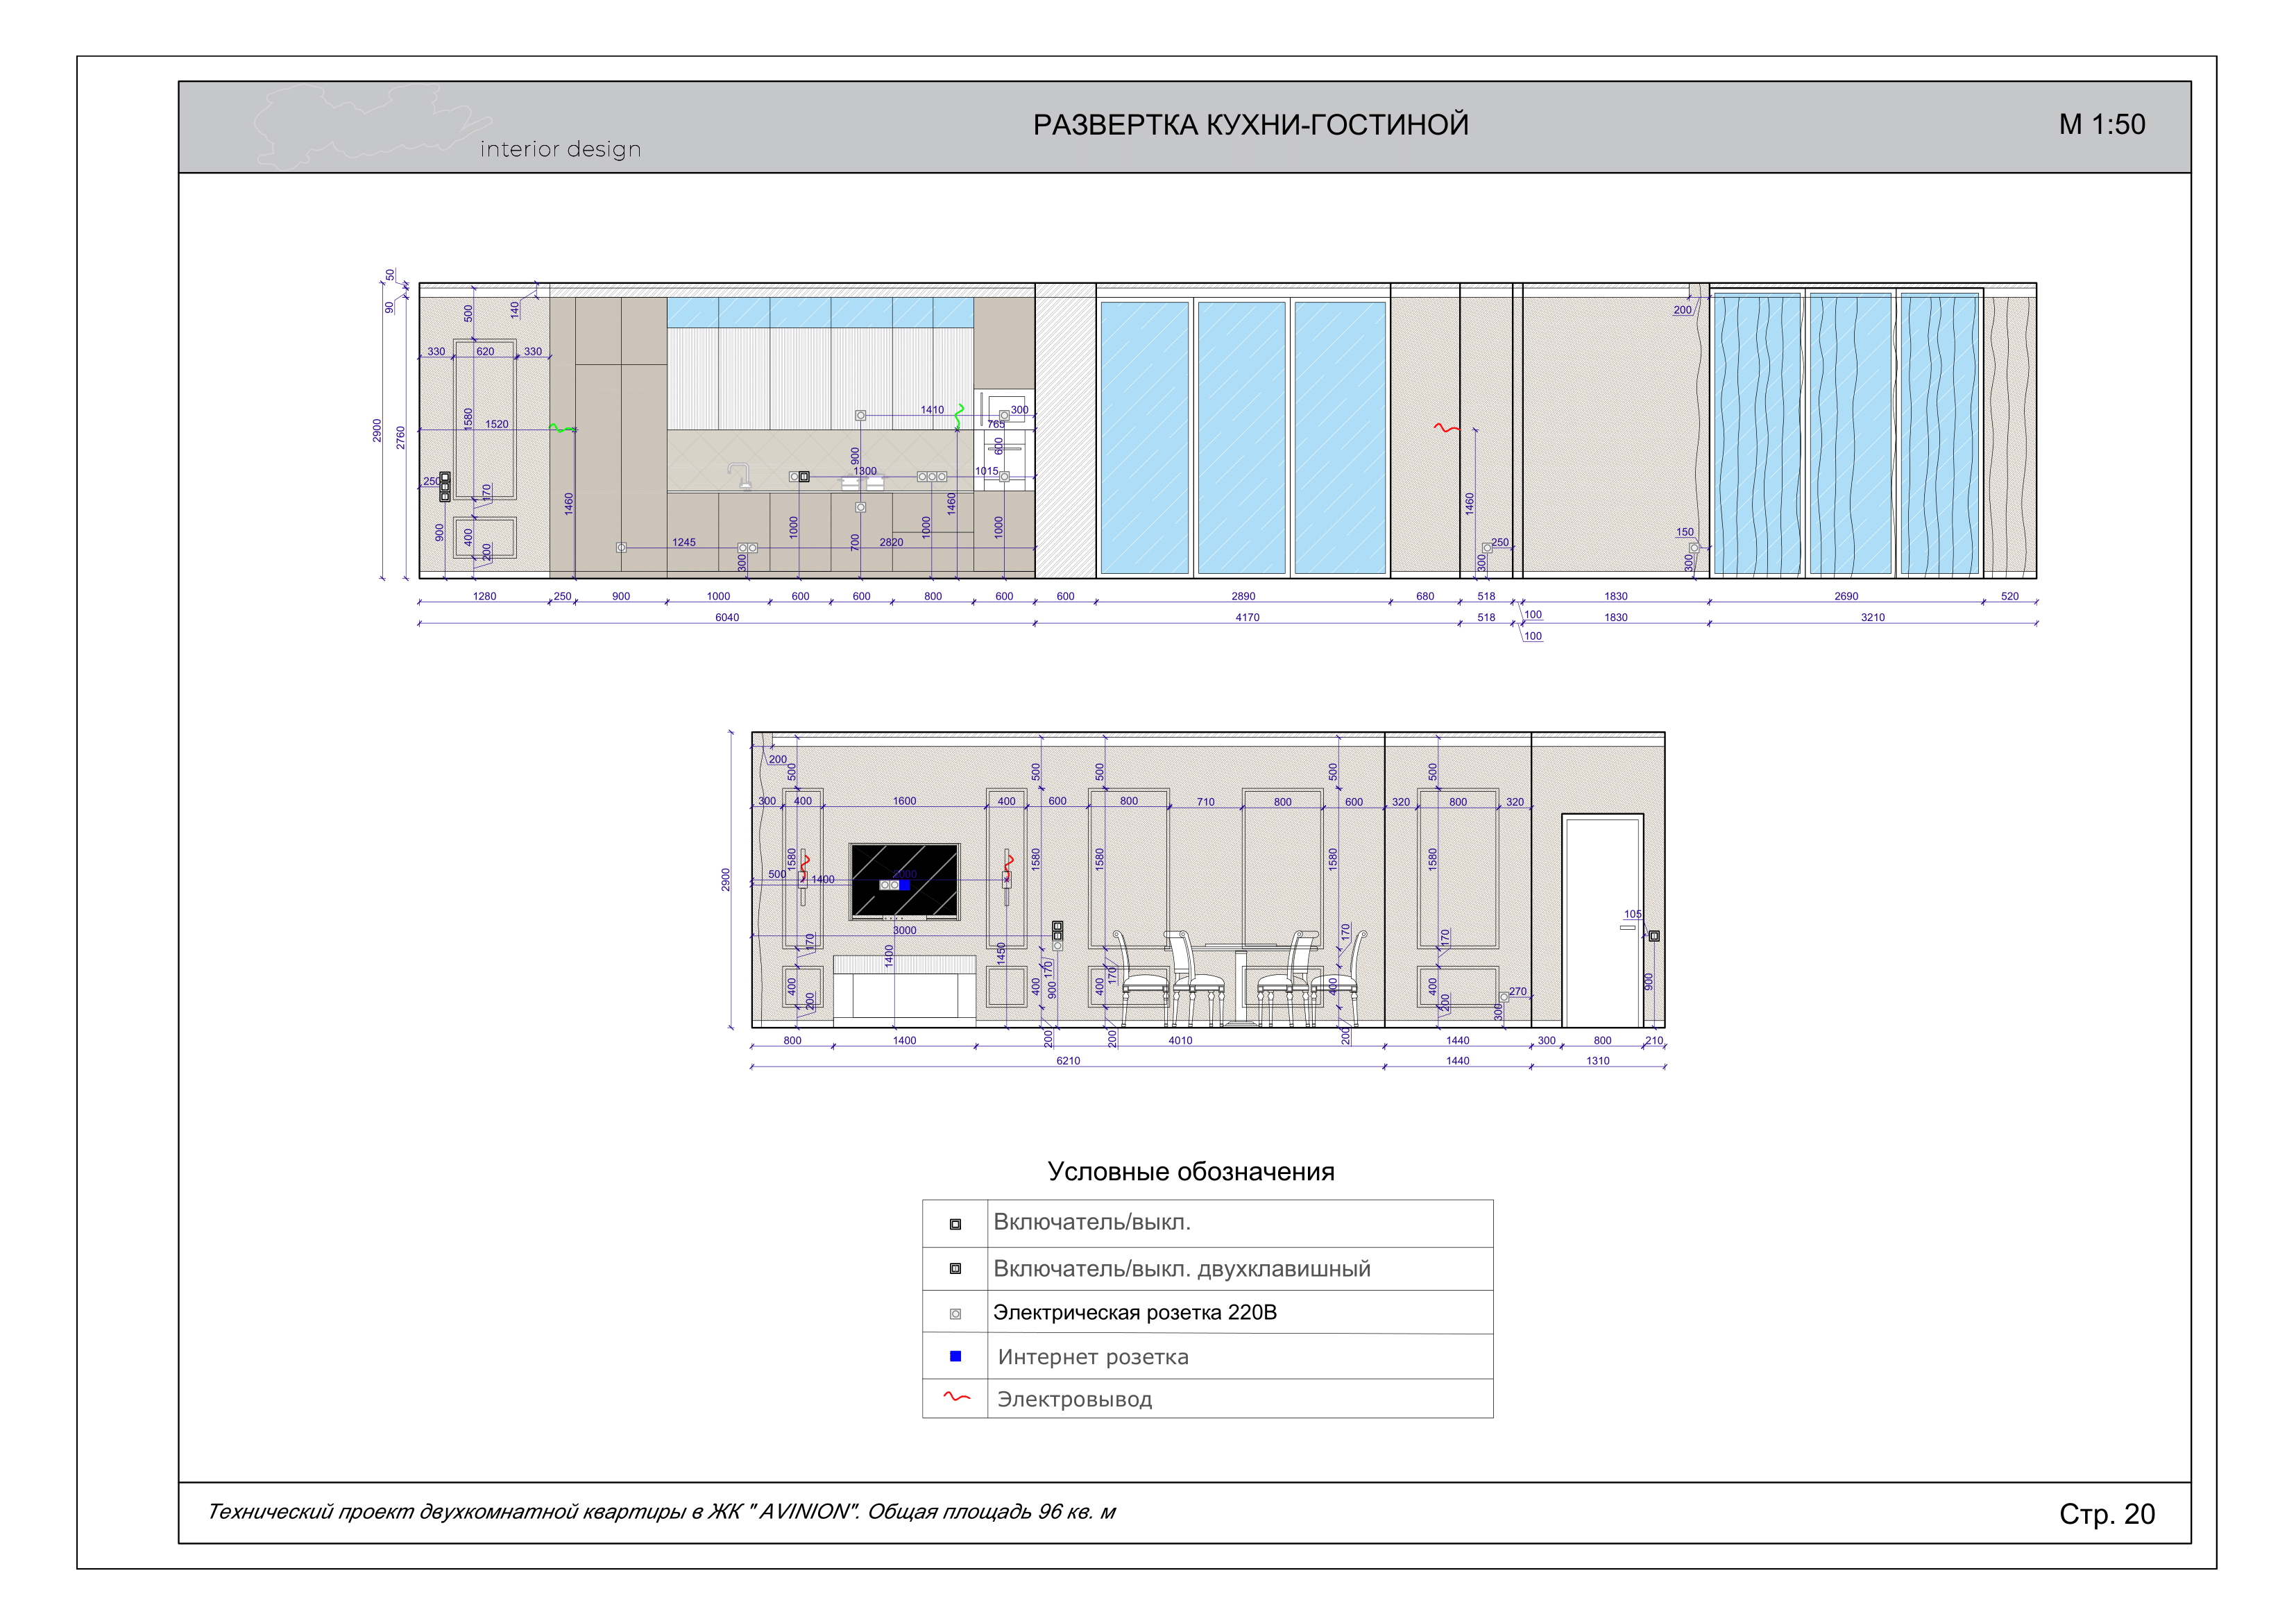 РАЗВЕРТКА КУХНИ-ГОСТИНОЙ
М 1:50
interior design
50
90
140
500
330 620 330
200
2900
2760
1580
1520
1410
300
765
600
900
1300
1015
250
170
1460
1460
1460
900
400
200
1245
300
1000
700
2820
1000
1000
300
250
150
300
1280 250 900 1000 600 600 800 600 600 2890 680 518 100 1830 2690 520
6040 4170 518 100 1830 3210
200
500 500 500 500 500
300 400 1600 400 600 800 710 800 600 320 800 320
2900
1580 1580 1580 1580 1580
500
1400
2000
3000
105
170 170 170 170 170
1400
1450
400 400 400 400 400
900
200
200
270
300
900
200 200 200
800 1400 4010 1440 300 800 210
6210 1440 1310
Условные обозначения
Включатель/выкл.
Включатель/выкл. двухклавишный
Электрическая розетка 220В
Интернет розетка
Электровывод
Технический проект двухкомнатной квартиры в ЖК " AVINION". Общая площадь 96 кв. м
Стр. 20